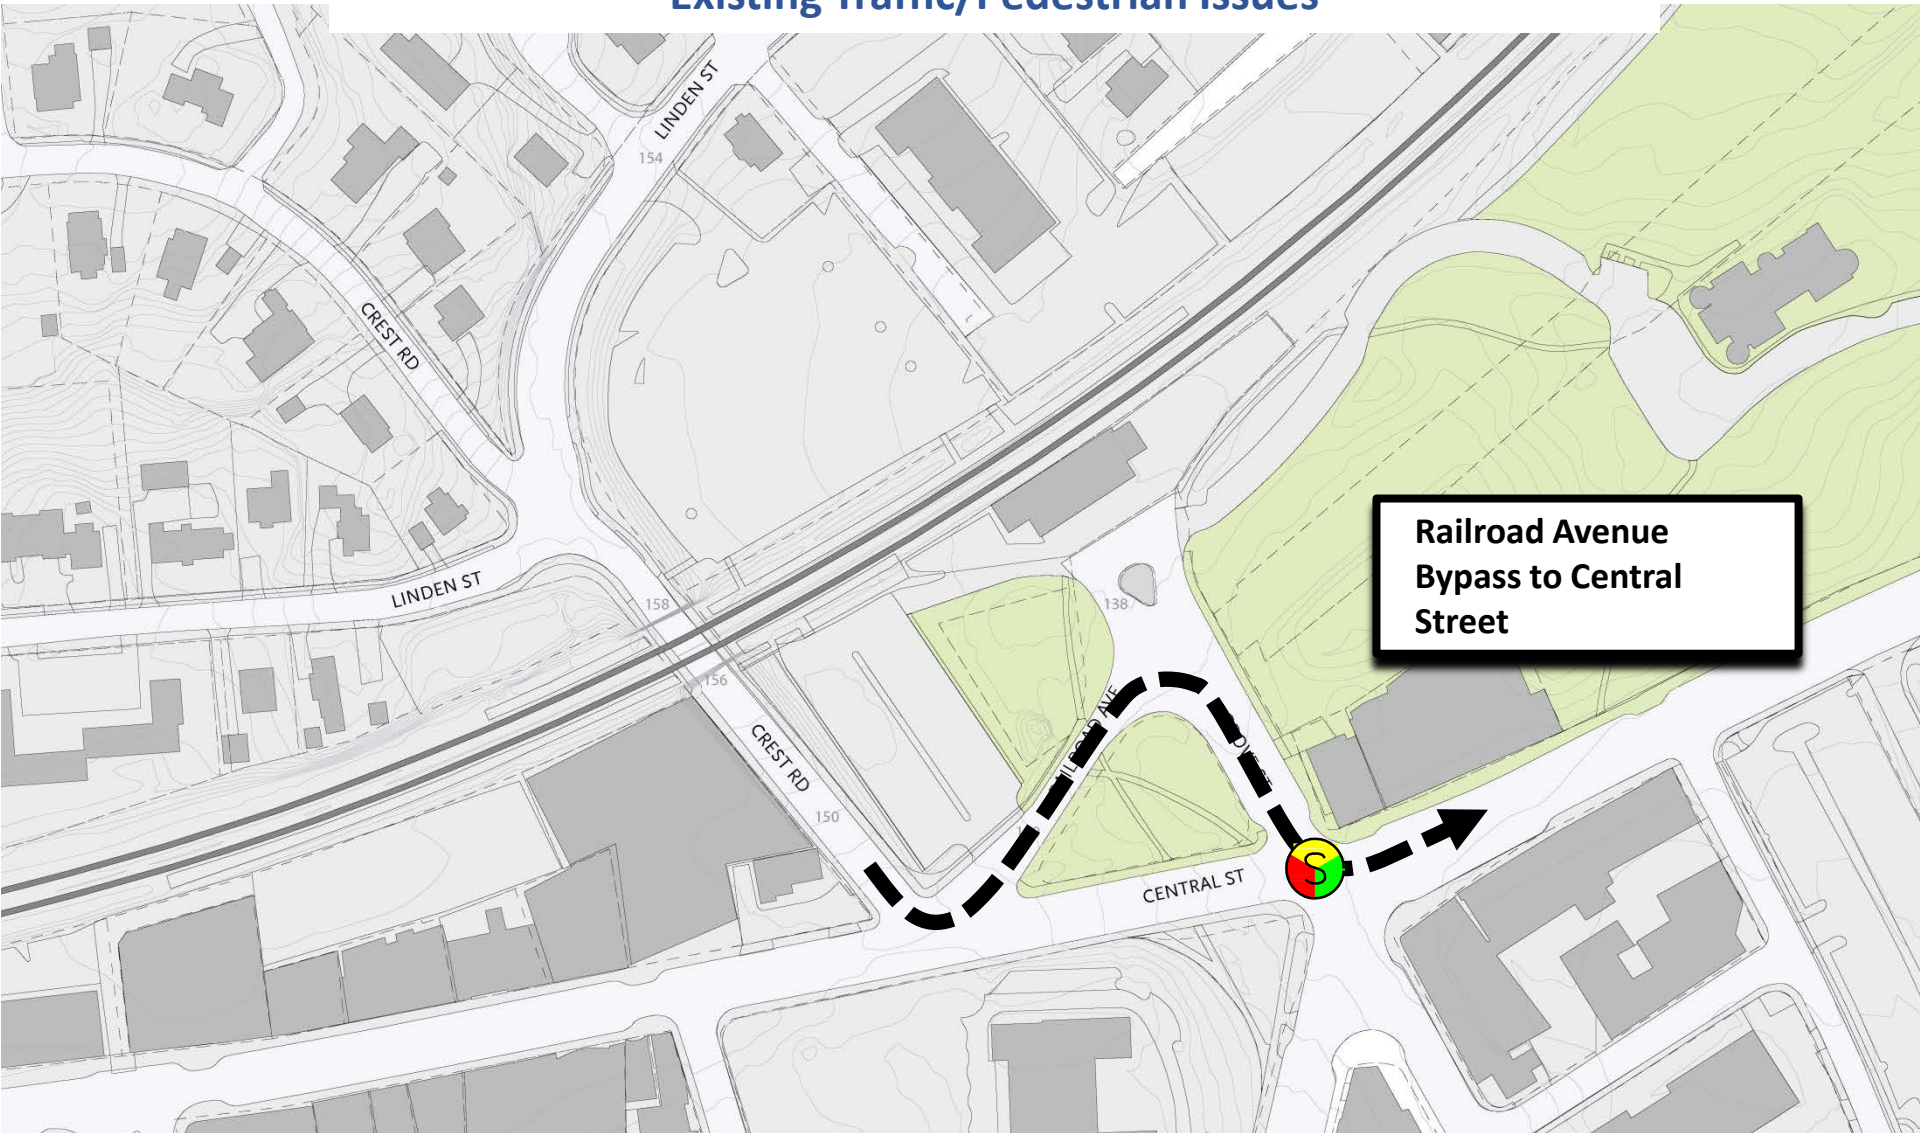 Existing Traffic/Pedestrian Issues
LINDEN ST
154
CREST RD
Railroad Avenue
Bypass to Central
Street
LINDEN ST
158
138
156
CREST RD
150
CENTRAL ST
S